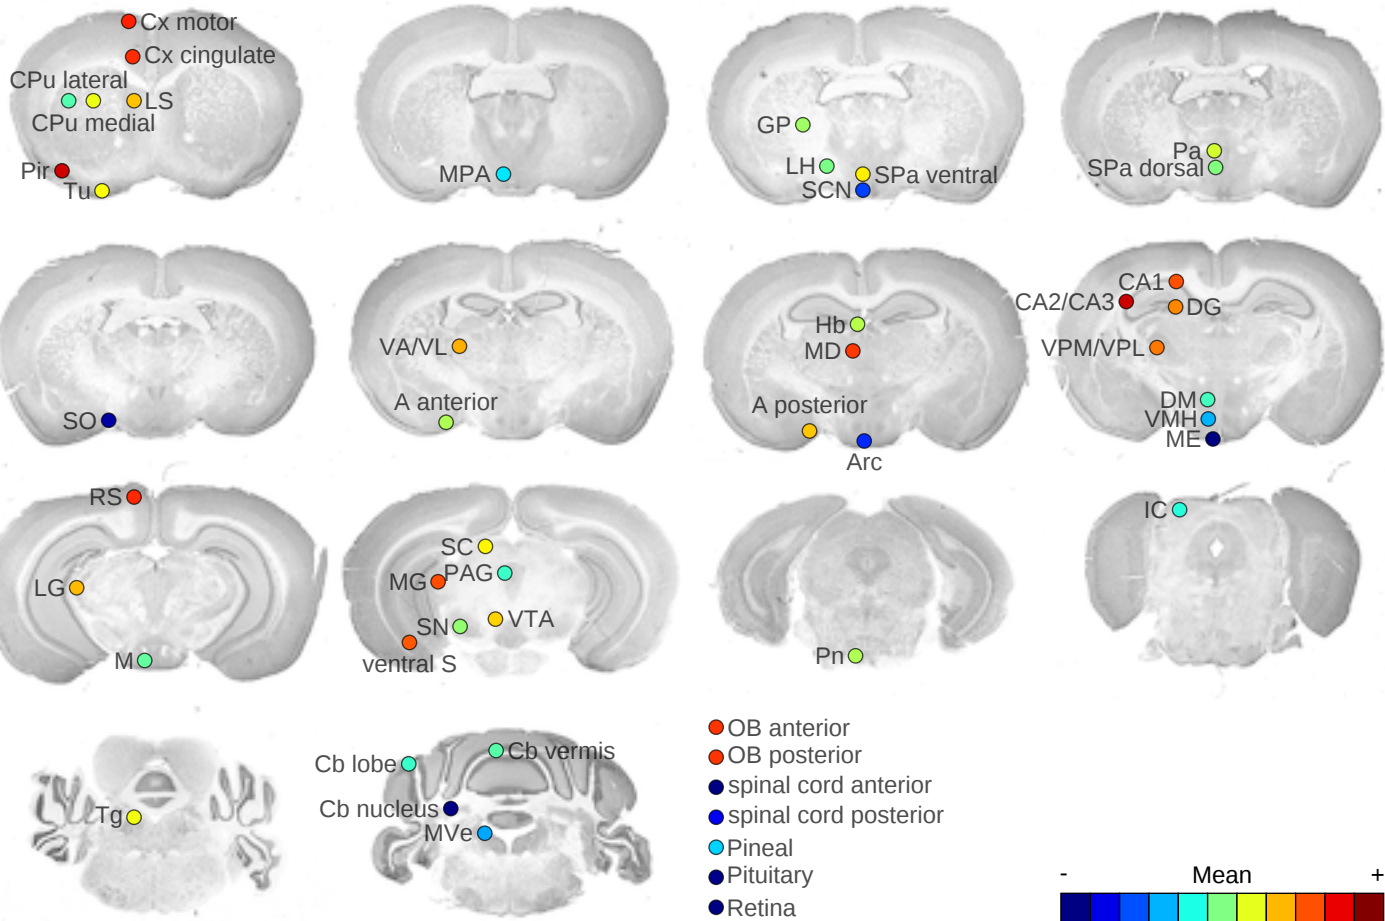 Cx motor
Cx cingulate
CPu lateral
LS
CPu medial
Pir
Tu
MPA
GP
LH
SPa ventral
SCN
Pa
SPa dorsal
SO
VA/VL
A anterior
Hb
MD
A posterior
Arc
CA1
CA2/CA3
DG
VPM/VPL
DM
VMH
ME
RS
LG
M
SC
MG
PAG
SN
VTA
ventral S
Pn
IC
Tg
Cb lobe
Cb vermis
Cb nucleus
MVe
OB anterior
OB posterior
spinal cord anterior
spinal cord posterior
Pineal
Pituitary
Retina
- Mean +